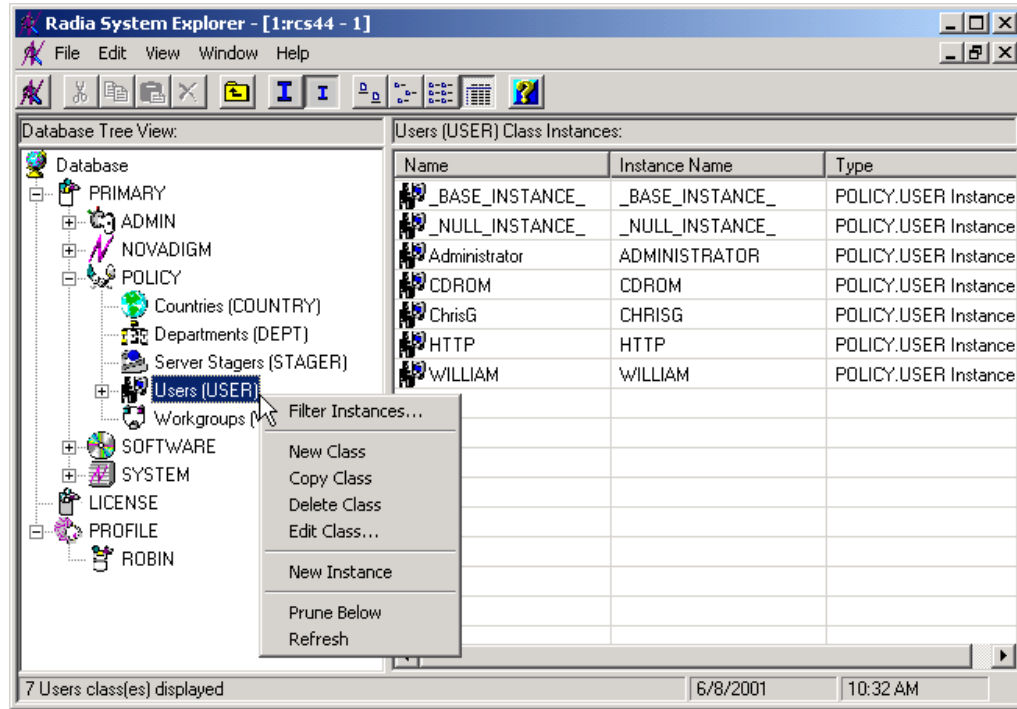 Radia System Explorer - [1:rcs44 - 1]
File Edit View Window Help
Database Tree View:
Users (USER) Class Instances:
Database
PRIMARY
ADMIN
NOVADIGM
POLICY
Countries (COUNTRY)
Departments (DEPT)
Server Stagers (STAGER)
Users (USER)
Workgroups (
SOFTWARE
SYSTEM
LICENSE
PROFILE
ROBIN
Name Instance Name Type
_BASE_INSTANCE_ _BASE_INSTANCE_ POLICY.USER Instance
_NULL_INSTANCE_ _NULL_INSTANCE_ POLICY.USER Instance
Administrator ADMINISTRATOR POLICY.USER Instance
CDROM CDROM POLICY.USER Instance
ChrisG CHRISG POLICY.USER Instance
HTTP HTTP POLICY.USER Instance
WILLIAM WILLIAM POLICY.USER Instance
Filter Instances...
New Class
Copy Class
Delete Class
Edit Class...
New Instance
Prune Below
Refresh
7 Users class(es) displayed 6/8/2001 10:32 AM